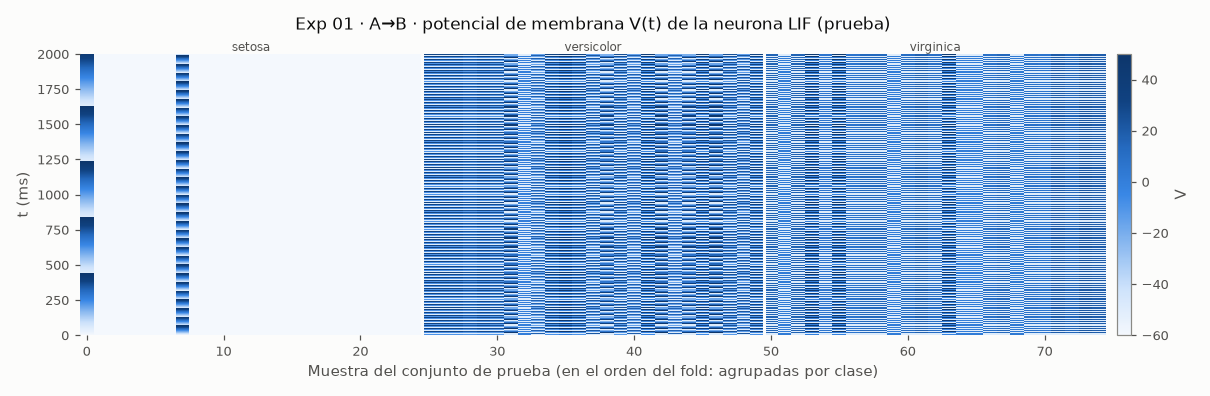 Exp 01 · A→B · potencial de membrana V(t) de la neurona LIF (prueba)
setosa versicolor virginica
2000
1750
1500
1250
1000
750
500
250
0
t (ms)
0 10 20 30 40 50 60 70
Muestra del conjunto de prueba (en el orden del fold: agrupadas por clase)
40
20
0
−20
−40
−60
V